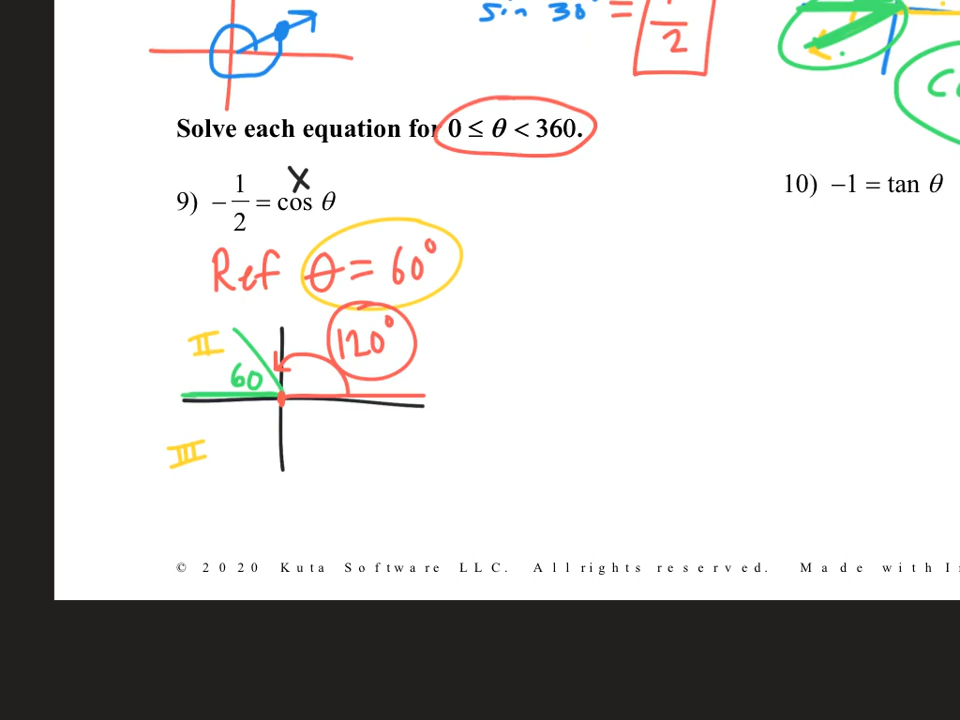 sin 30° = 1/2
Solve each equation for 0 ≤ θ < 360.
X
9) −1/2 = cos θ
10) −1 = tan θ
Ref θ = 60°
II
120°
60
III
© 2020 Kuta Software LLC. All rights reserved. Made with I